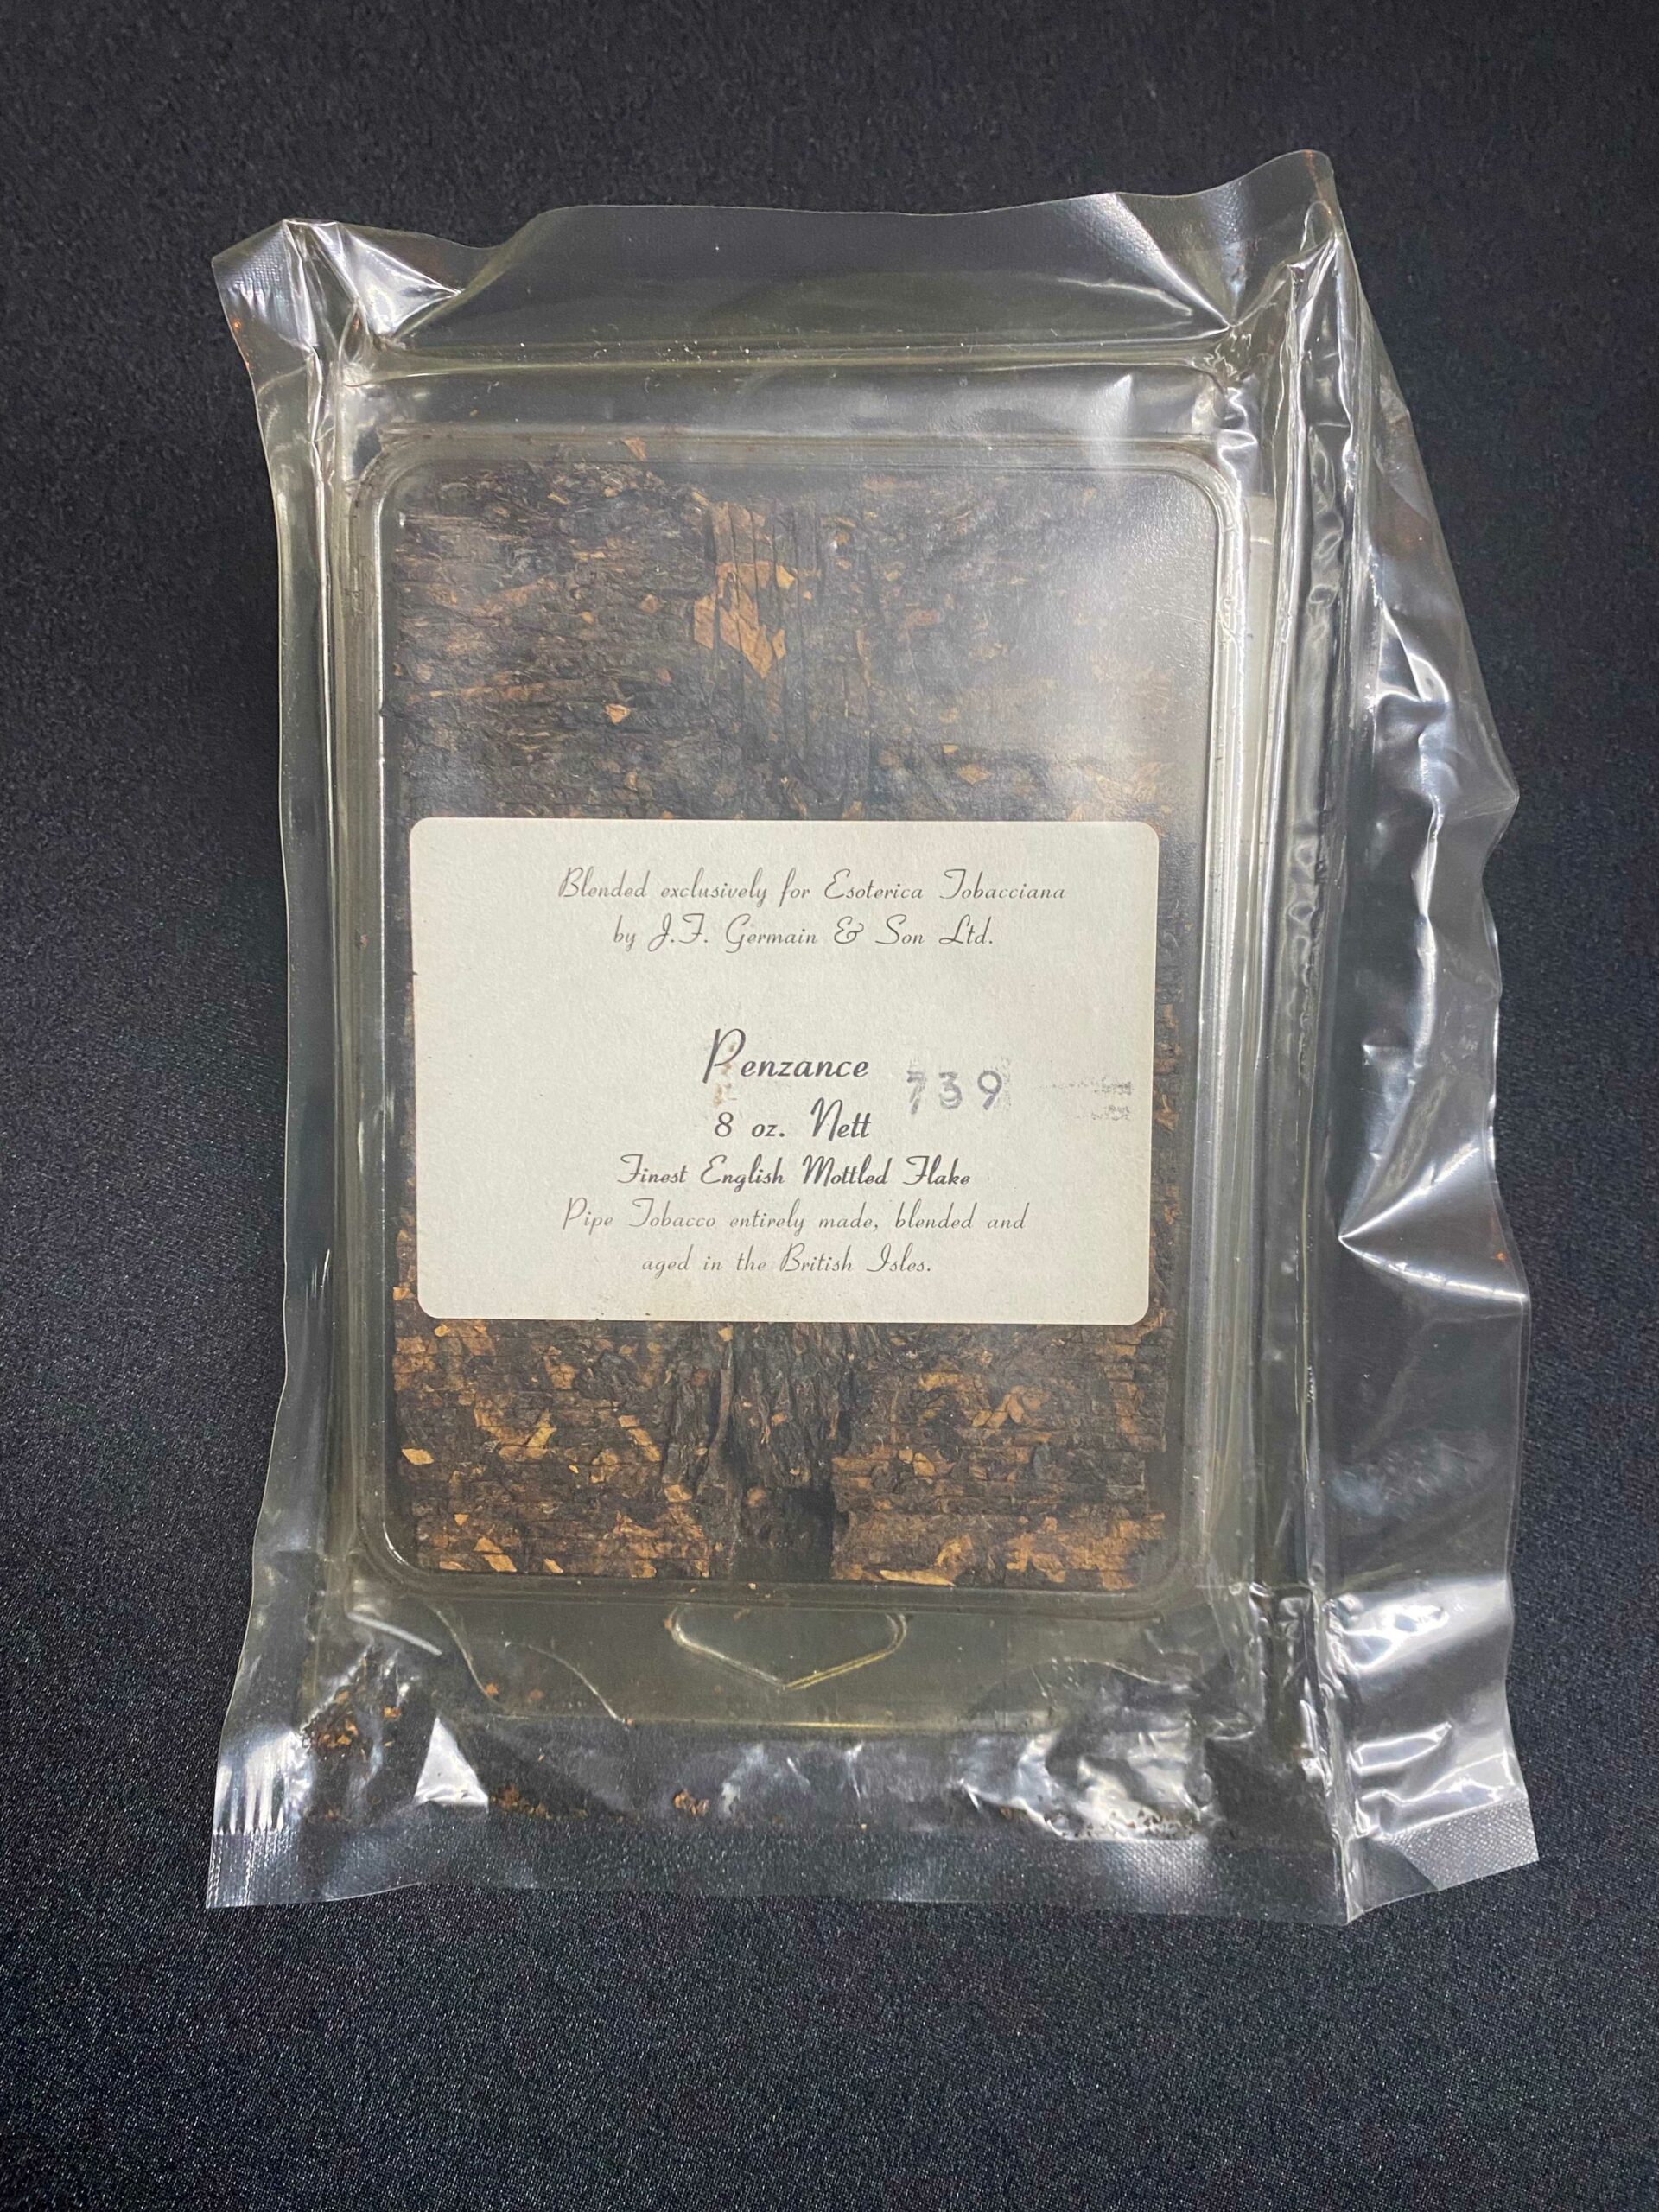 Blended exclusively for Esoterica Tobacciana
by J.F. Germain & Son Ltd.
Penzance
739
8 oz. Nett
Finest English Mottled Flake
Pipe Tobacco entirely made, blended and
aged in the British Isles.